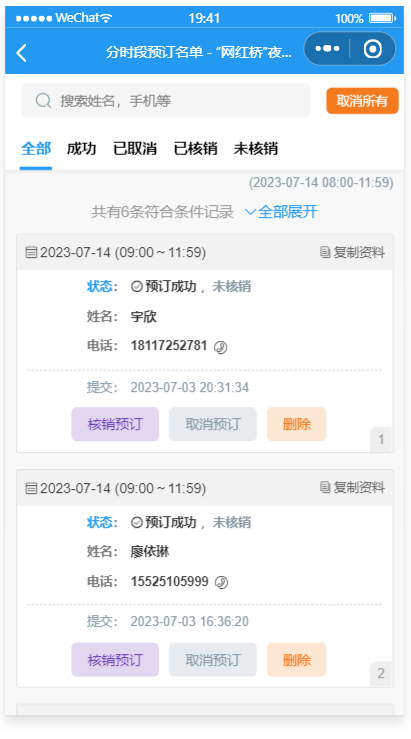 WeChat 19:41 100%
分时段预订名单 - “网红桥”夜...
搜索姓名，手机等 取消所有
全部 成功 已取消 已核销 未核销
(2023-07-14 08:00-11:59)
共有6条符合条件记录 全部展开
2023-07-14 (09:00 ~ 11:59) 复制资料
状态： 预订成功 ，未核销
姓名： 宇欣
电话： 18117252781
提交： 2023-07-03 20:31:34
核销预订 取消预订 删除
1
2023-07-14 (09:00 ~ 11:59) 复制资料
状态： 预订成功 ，未核销
姓名： 廖依琳
电话： 15525105999
提交： 2023-07-03 16:36:20
核销预订 取消预订 删除
2